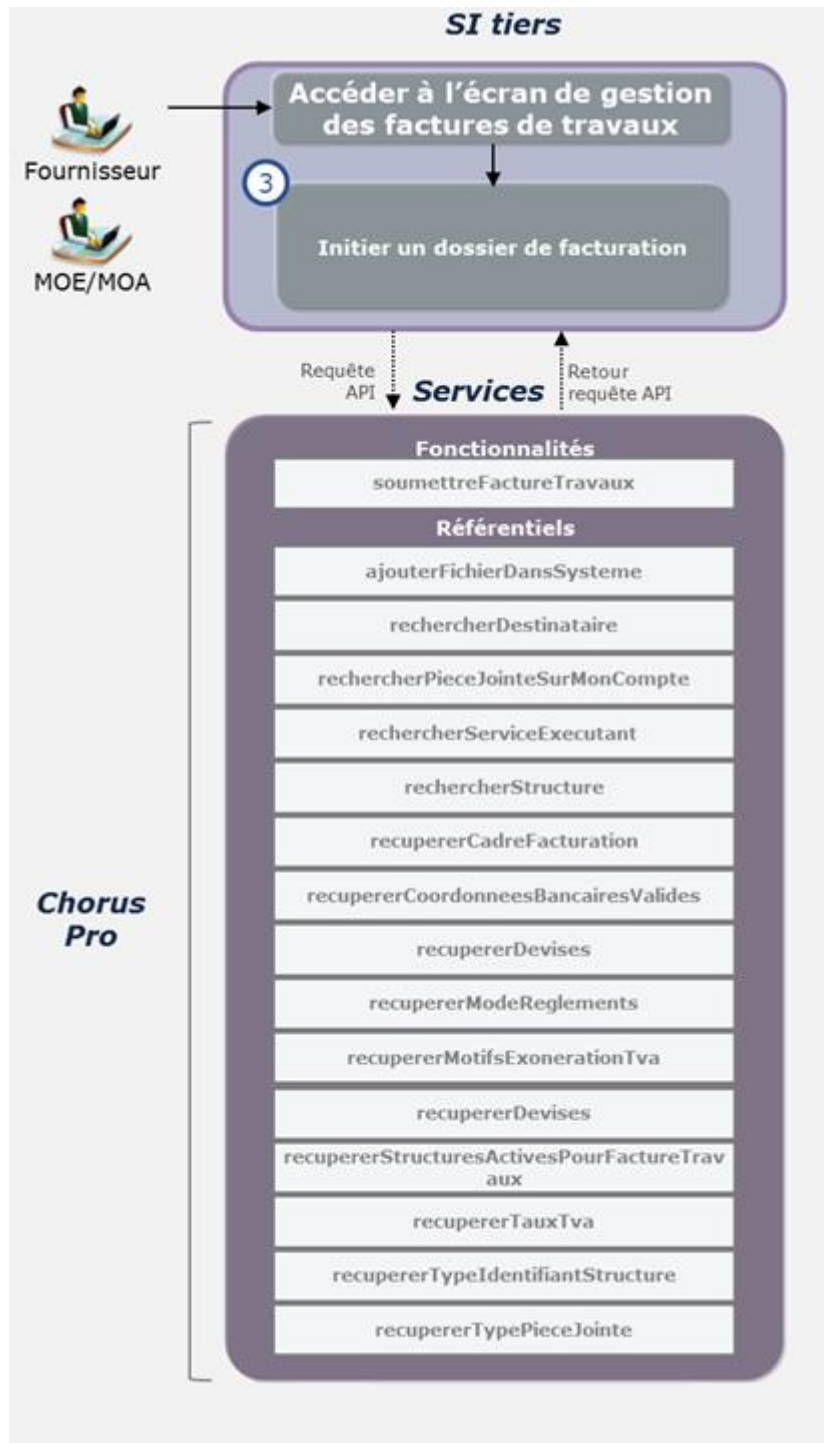 SI tiers
Accéder à l'écran de gestion
des factures de travaux
Fournisseur
3
Initier un dossier de facturation
MOE/MOA
Requête
API
Services
Retour
requête API
Fonctionnalités
soumettreFactureTravaux
Référentiels
ajouterFichierDansSysteme
rechercherDestinataire
rechercherPieceJointeSurMonCompte
rechercherServiceExecutant
rechercherStructure
recupererCadreFacturation
recupererCoordonneesBancairesValides
Chorus
Pro
recupererDevises
recupererModeReglements
recupererMotifsExonerationTva
recupererDevises
recupererStructuresActivesPourFactureTrav
aux
recupererTauxTva
recupererTypeIdentifiantStructure
recupererTypePieceJointe